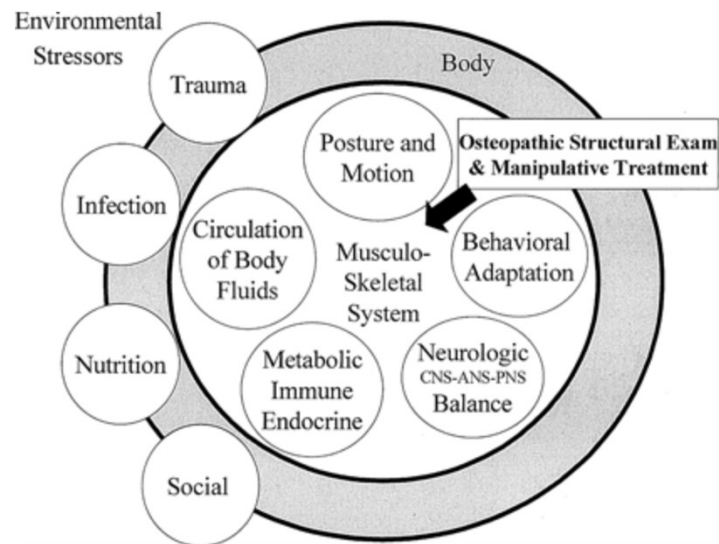 Environmental
Stressors
Trauma
Body
Posture and
Motion
Osteopathic Structural Exam
& Manipulative Treatment
Infection
Circulation
of Body
Fluids
Musculo-
Skeletal
System
Behavioral
Adaptation
Nutrition
Metabolic
Immune
Endocrine
Neurologic
CNS-ANS-PNS
Balance
Social